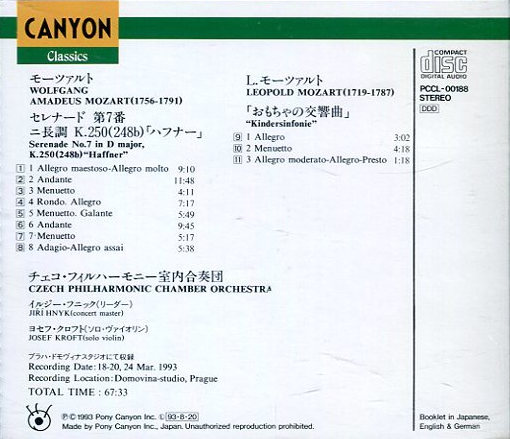 CANYON
Classics
COMPACT
disc
DIGITAL AUDIO
PCCL-00188
STEREO
DDD
モーツァルト
WOLFGANG
AMADEUS MOZART(1756-1791)
セレナード 第7番
ニ長調 K.250(248b)「ハフナー」
Serenade No.7 in D major,
K.250(248b)"Haffner"
1 1 Allegro maestoso-Allegro molto 9:10
2 2 Andante 11:48
3 3 Menuetto 4:11
4 4 Rondo. Allegro 7:17
5 5 Menuetto. Galante 5:49
6 6 Andante 9:45
7 7 Menuetto 5:17
8 8 Adagio-Allegro assai 5:38
L.モーツァルト
LEOPOLD MOZART(1719-1787)
「おもちゃの交響曲」
"Kindersinfonie"
9 1 Allegro 3:02
10 2 Menuetto 4:18
11 3 Allegro moderato-Allegro-Presto 1:18
チェコ・フィルハーモニー室内合奏団
CZECH PHILHARMONIC CHAMBER ORCHESTRA
イルジー・フニック(リーダー)
JIŘÍ HNYK(concert master)
ヨセフ・クロフト(ソロ・ヴァイオリン)
JOSEF KROFT(solo violin)
プラハ・ドモヴィナスタジオにて収録
Recording Date: 18-20, 24 Mar. 1993
Recording Location: Domovina-studio, Prague
TOTAL TIME : 67:33
Ⓟ©1993 Pony Canyon Inc. Ⓛ 93・8・20
Mfd. by Pony Canyon Inc., Japan. Unauthorized reproduction prohibited.
Booklet in Japanese,
English & German